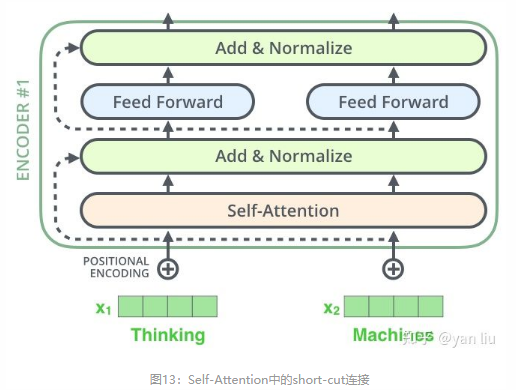 Add & Normalize
Feed Forward Feed Forward
ENCODER #1
Add & Normalize
Self-Attention
POSITIONAL
ENCODING
x₁ x₂
Thinking Machines
知乎 @yan liu
图13：Self-Attention中的short-cut连接